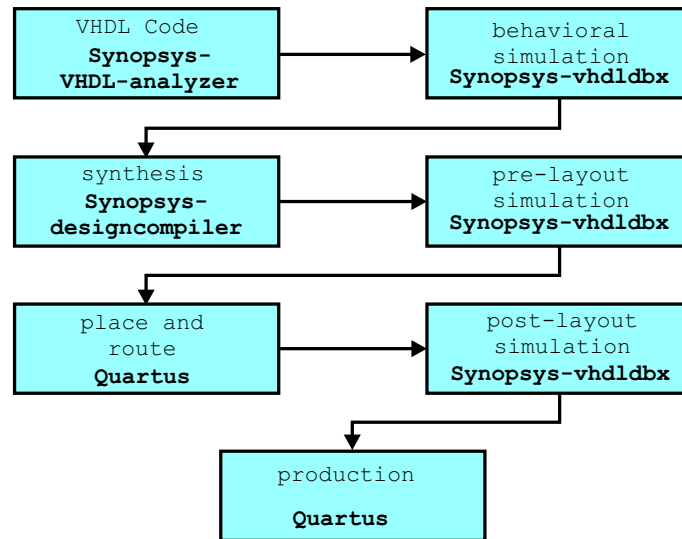 VHDL Code
Synopsys-
VHDL-analyzer
behavioral
simulation
Synopsys-vhdldbx
synthesis
Synopsys-
designcompiler
pre-layout
simulation
Synopsys-vhdldbx
place and
route
Quartus
post-layout
simulation
Synopsys-vhdldbx
production
Quartus